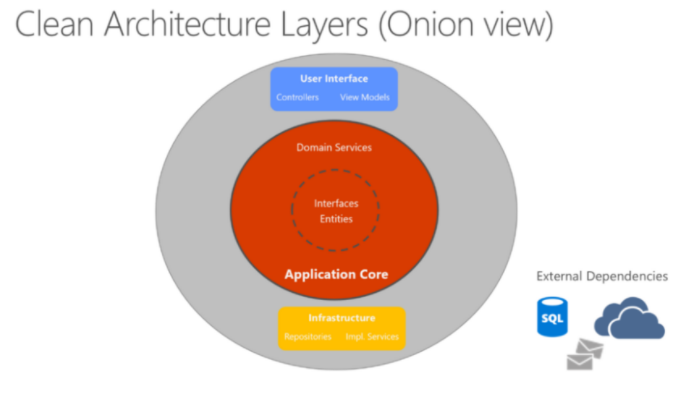 Clean Architecture Layers (Onion view)
User Interface
Controllers View Models
Domain Services
Interfaces
Entities
Application Core
Infrastructure
Repositories Impl. Services
External Dependencies
SQL